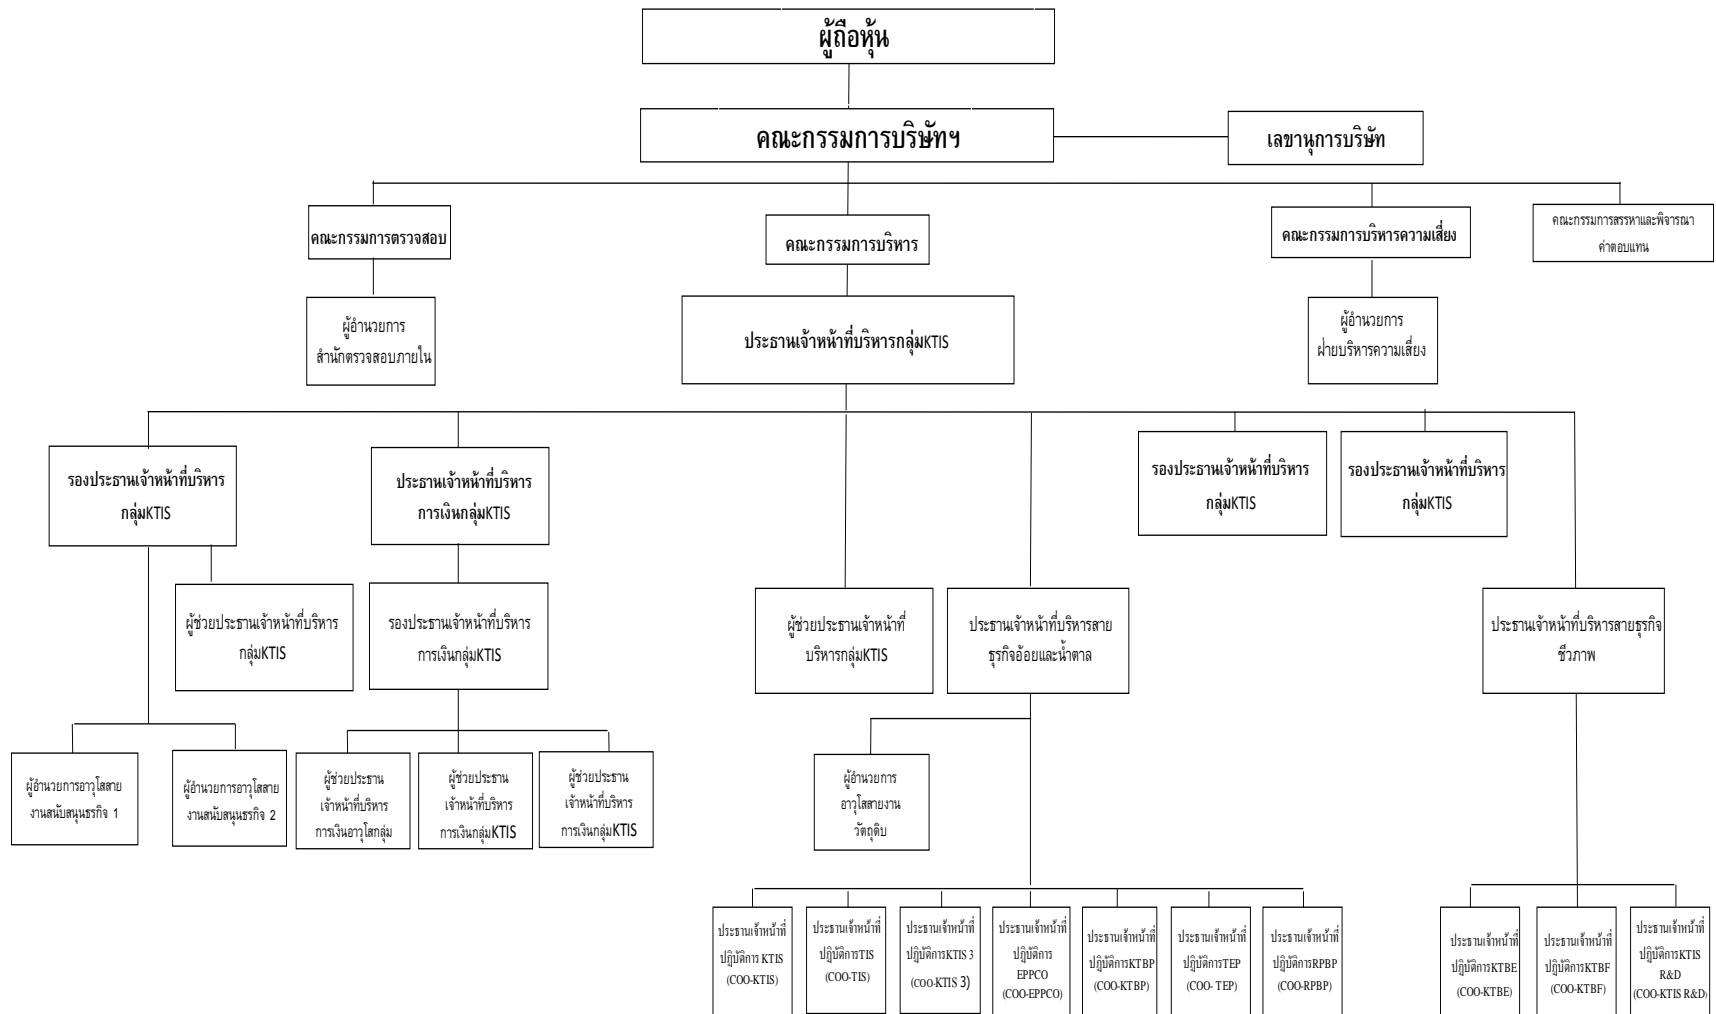 ผู้ถือหุ้น
คณะกรรมการบริษัทฯ
เลขานุการบริษัท
คณะกรรมการตรวจสอบ
คณะกรรมการบริหาร
คณะกรรมการบริหารความเสี่ยง
คณะกรรมการสรรหาและพิจารณา
ค่าตอบแทน
ผู้อำนวยการ
สำนักตรวจสอบภายใน
ประธานเจ้าหน้าที่บริหารกลุ่มKTIS
ผู้อำนวยการ
ฝ่ายบริหารความเสี่ยง
รองประธานเจ้าหน้าที่บริหาร
กลุ่มKTIS
ประธานเจ้าหน้าที่บริหาร
การเงินกลุ่มKTIS
รองประธานเจ้าหน้าที่บริหาร
กลุ่มKTIS
รองประธานเจ้าหน้าที่บริหาร
กลุ่มKTIS
ผู้ช่วยประธานเจ้าหน้าที่บริหาร
กลุ่มKTIS
รองประธานเจ้าหน้าที่บริหาร
การเงินกลุ่มKTIS
ผู้ช่วยประธานเจ้าหน้าที่
บริหารกลุ่มKTIS
ประธานเจ้าหน้าที่บริหารสาย
ธุรกิจอ้อยและน้ำตาล
ประธานเจ้าหน้าที่บริหารสายธุรกิจ
ชีวภาพ
ผู้อำนวยการอาวุโสสาย
งานสนับสนุนธรกิจ 1
ผู้อำนวยการอาวุโสสาย
งานสนับสนุนธรกิจ 2
ผู้ช่วยประธาน
เจ้าหน้าที่บริหาร
การเงินอาวุโสกลุ่ม
ผู้ช่วยประธาน
เจ้าหน้าที่บริหาร
การเงินกลุ่มKTIS
ผู้ช่วยประธาน
เจ้าหน้าที่บริหาร
การเงินกลุ่มKTIS
ผู้อำนวยการ
อาวุโสสายงาน
วัตถุดิบ
ประธานเจ้าหน้าที่
ปฎิบัติการ KTIS
(COO-KTIS)
ประธานเจ้าหน้าที่
ปฎิบัติการTIS
(COO-TIS)
ประธานเจ้าหน้าที่
ปฎิบัติการKTIS 3
(COO-KTIS 3)
ประธานเจ้าหน้าที่
ปฎิบัติการ
EPPCO
(COO-EPPCO)
ประธานเจ้าหน้าที่
ปฎิบัติการKTBP
(COO-KTBP)
ประธานเจ้าหน้าที่
ปฎิบัติการTEP
(COO- TEP)
ประธานเจ้าหน้าที่
ปฎิบัติการRPBP
(COO-RPBP)
ประธานเจ้าหน้าที่
ปฎิบัติการKTBE
(COO-KTBE)
ประธานเจ้าหน้าที่
ปฎิบัติการKTBF
(COO-KTBF)
ประธานเจ้าหน้าที่
ปฎิบัติการKTIS
R&D
(COO-KTIS R&D)